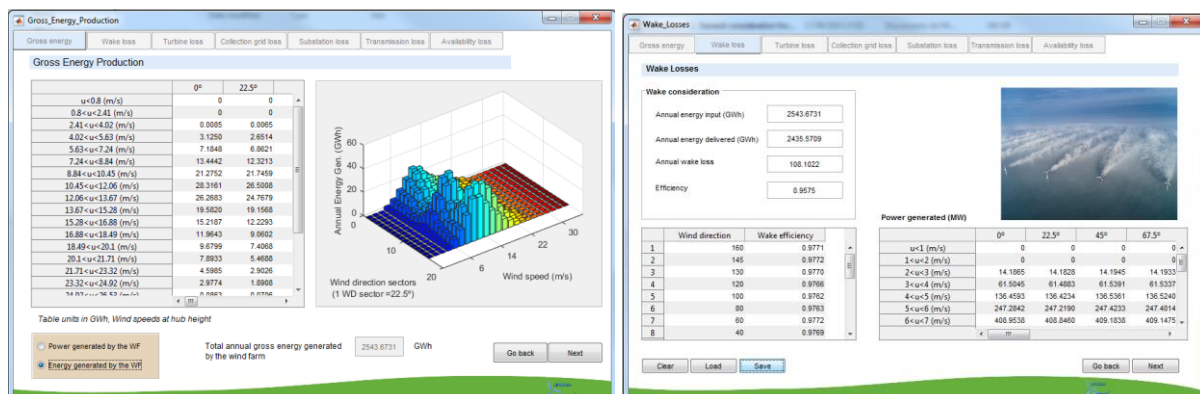 Gross_Energy_Production
Gross energy Wake loss Turbine loss Collection grid loss Substation loss Transmission loss Availability loss
Gross Energy Production
0º 22.5º
u<0.8 (m/s) 0 0
0.8<u<2.41 (m/s) 0 0
2.41<u<4.02 (m/s) 0.0085 0.0065
4.02<u<5.63 (m/s) 3.1250 2.6514
5.63<u<7.24 (m/s) 7.1848 6.8621
7.24<u<8.84 (m/s) 13.4442 12.3213
8.84<u<10.45 (m/s) 21.2752 21.7459
10.45<u<12.06 (m/s) 28.3161 26.5008
12.06<u<13.67 (m/s) 26.2683 24.7679
13.67<u<15.28 (m/s) 19.5820 19.1568
15.28<u<16.88 (m/s) 15.2187 12.2293
16.88<u<18.49 (m/s) 11.9643 9.0602
18.49<u<20.1 (m/s) 9.6799 7.4068
20.1<u<21.71 (m/s) 7.8933 5.4688
21.71<u<23.32 (m/s) 4.5985 2.9026
23.32<u<24.92 (m/s) 2.9774 1.8908
Annual Energy Gen. (GWh)
60
40
20
0
0
10
20
6
14
22
30
Wind direction sectors
(1 WD sector =22.5º)
Wind speed (m/s)
Table units in GWh, Wind speeds at hub height
Power generated by the WF
Energy generated by the WF
Total annual gross energy generated
by the wind farm
2543.6731 GWh
Go back Next
Wake_Losses
Gross energy Wake loss Turbine loss Collection grid loss Substation loss Transmission loss Availability loss
Wake Losses
Wake consideration
Annual energy input (GWh) 2543.6731
Annual energy delivered (GWh) 2435.5709
Annual wake loss 108.1022
Efficiency 0.9575
Wind direction Wake efficiency
1 160 0.9771
2 145 0.9772
3 130 0.9770
4 120 0.9766
5 100 0.9762
6 80 0.9763
7 60 0.9772
8 40 0.9769
Power generated (MW)
0º 22.5º 45º 67.5º
u<1 (m/s) 0 0 0 0
1<u<2 (m/s) 0 0 0 0
2<u<3 (m/s) 14.1865 14.1828 14.1945 14.1933
3<u<4 (m/s) 61.5045 61.4883 61.5391 61.5337
4<u<5 (m/s) 136.4593 136.4234 136.5361 136.5240
5<u<6 (m/s) 247.2842 247.2190 247.4233 247.4014
6<u<7 (m/s) 408.9538 408.8460 409.1838 409.1475
Clear Load Save Go back Next